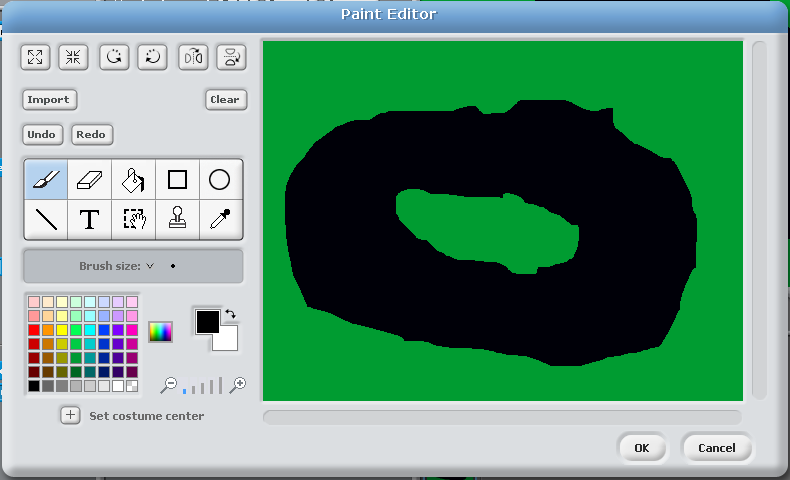 Paint Editor
Import
Clear
Undo
Redo
T
Brush size:
Set costume center
OK
Cancel